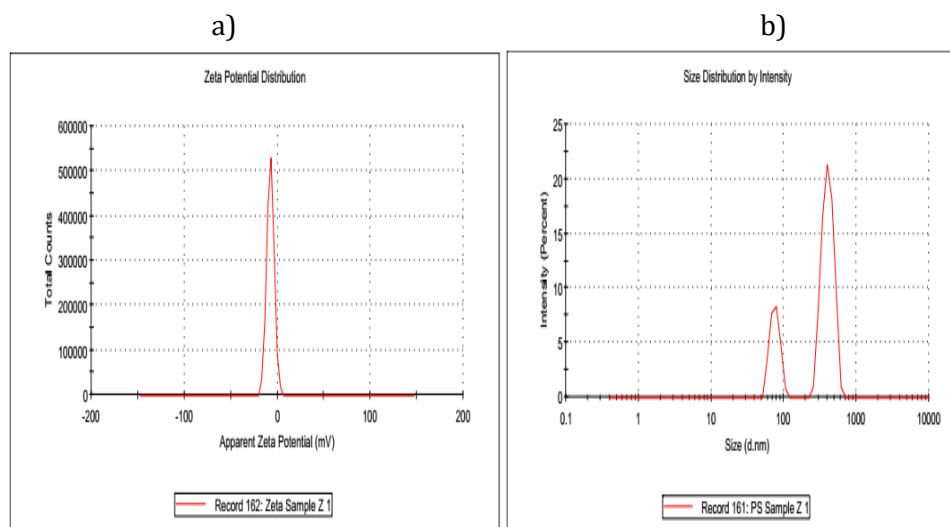 a)
Zeta Potential Distribution
600000
500000
400000
300000
200000
100000
0
Total Counts
-200 -100 0 100 200
Apparent Zeta Potential (mV)
Record 162: Zeta Sample Z 1
b)
Size Distribution by Intensity
25
20
15
10
5
0
Intensity (Percent)
0.1 1 10 100 1000 10000
Size (d.nm)
Record 161: PS Sample Z 1